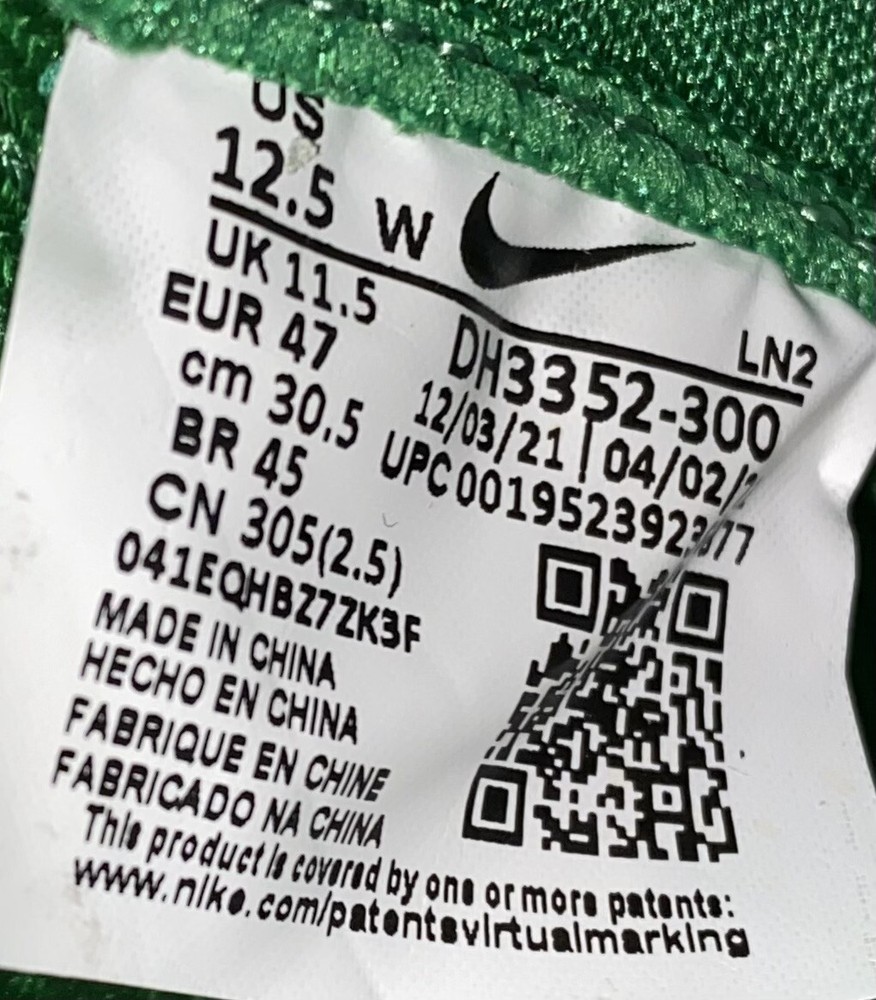 US
12.5 W
LN2
UK 11.5
EUR 47
cm 30.5
BR 45
CN 305(2.5)
DH3352-300
12/03/21 | 04/02/
UPC
041EQHBZ7ZK3F
MADE IN CHINA
HECHO EN CHINA
FABRIQUE EN CHINE
FABRICADO NA CHINA
This product is covered by one or more patents:
www.nike.com/patentsvirtualmarking